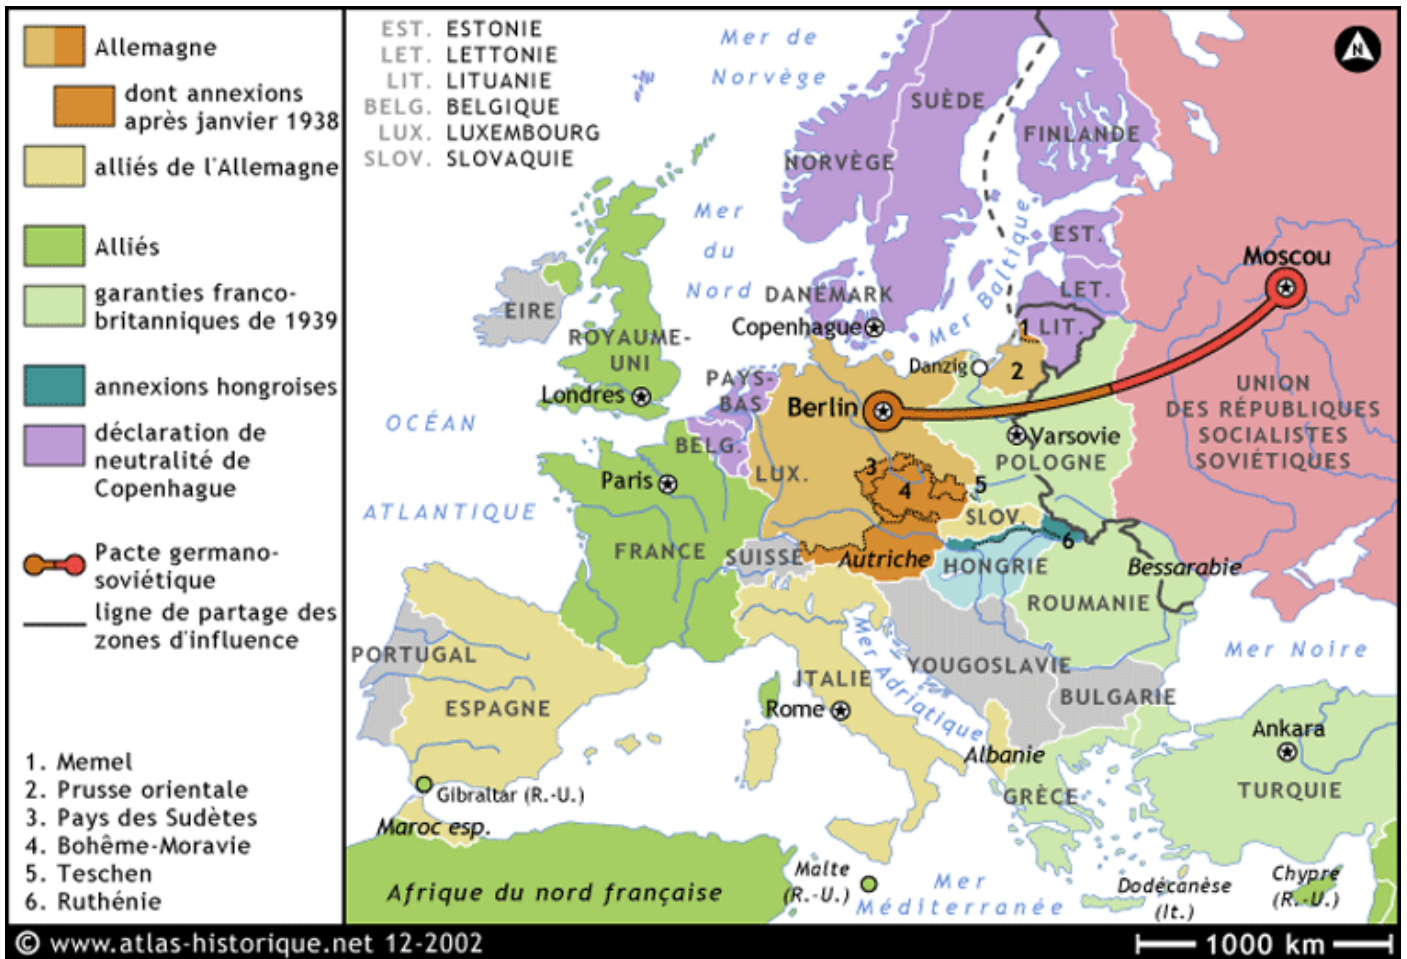 Allemagne
dont annexions
après janvier 1938
alliés de l'Allemagne
Alliés
garanties franco-
britanniques de 1939
annexions hongroises
déclaration de
neutralité de
Copenhague
Pacte germano-
soviétique
ligne de partage des
zones d'influence
1. Memel
2. Prusse orientale
3. Pays des Sudètes
4. Bohême-Moravie
5. Teschen
6. Ruthénie
EST. ESTONIE
LET. LETTONIE
LIT. LITUANIE
BELG. BELGIQUE
LUX. LUXEMBOURG
SLOV. SLOVAQUIE
Mer de
Norvège
N
SUÈDE
FINLANDE
NORVÈGE
Mer
du
Nord
Mer Baltique
EST.
Moscou
LET.
DANEMARK
EIRE
Copenhague
1
LIT.
ROYAUME-
UNI
Danzig
2
PAYS-
BAS
Londres
Berlin
UNION
DES RÉPUBLIQUES
SOCIALISTES
SOVIÉTIQUES
OCÉAN
ATLANTIQUE
BELG.
Varsovie
POLOGNE
Paris
LUX.
3
4
5
SLOV.
6
FRANCE
SUISSE
Autriche
HONGRIE
Bessarabie
ROUMANIE
PORTUGAL
ESPAGNE
ITALIE
Rome
Mer Adriatique
YOUGOSLAVIE
BULGARIE
Mer Noire
Albanie
Ankara
GRÈCE
TURQUIE
Gibraltar (R.-U.)
Maroc esp.
Afrique du nord française
Malte
(R.-U.)
Mer
Méditerranée
Dodécanèse
(It.)
Chypre
(R.-U.)
© www.atlas-historique.net 12-2002
1000 km